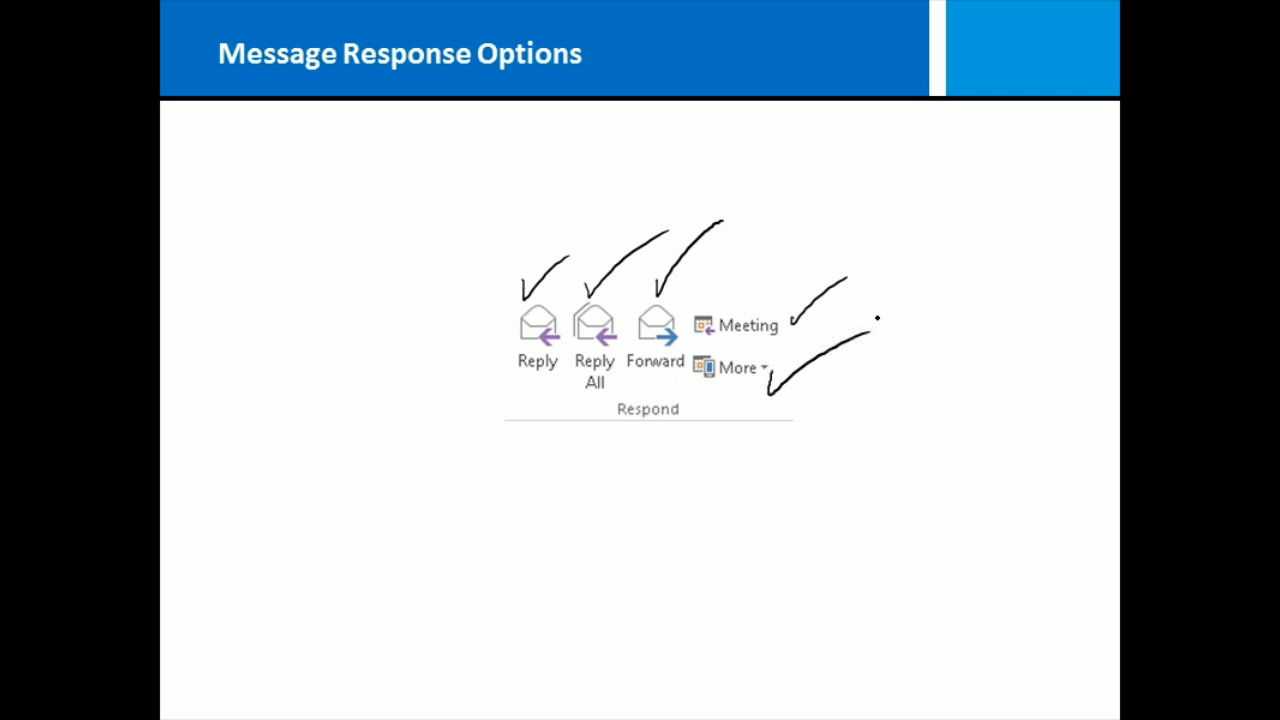 Message Response Options
Reply
Reply All
Forward
Meeting
More
Respond